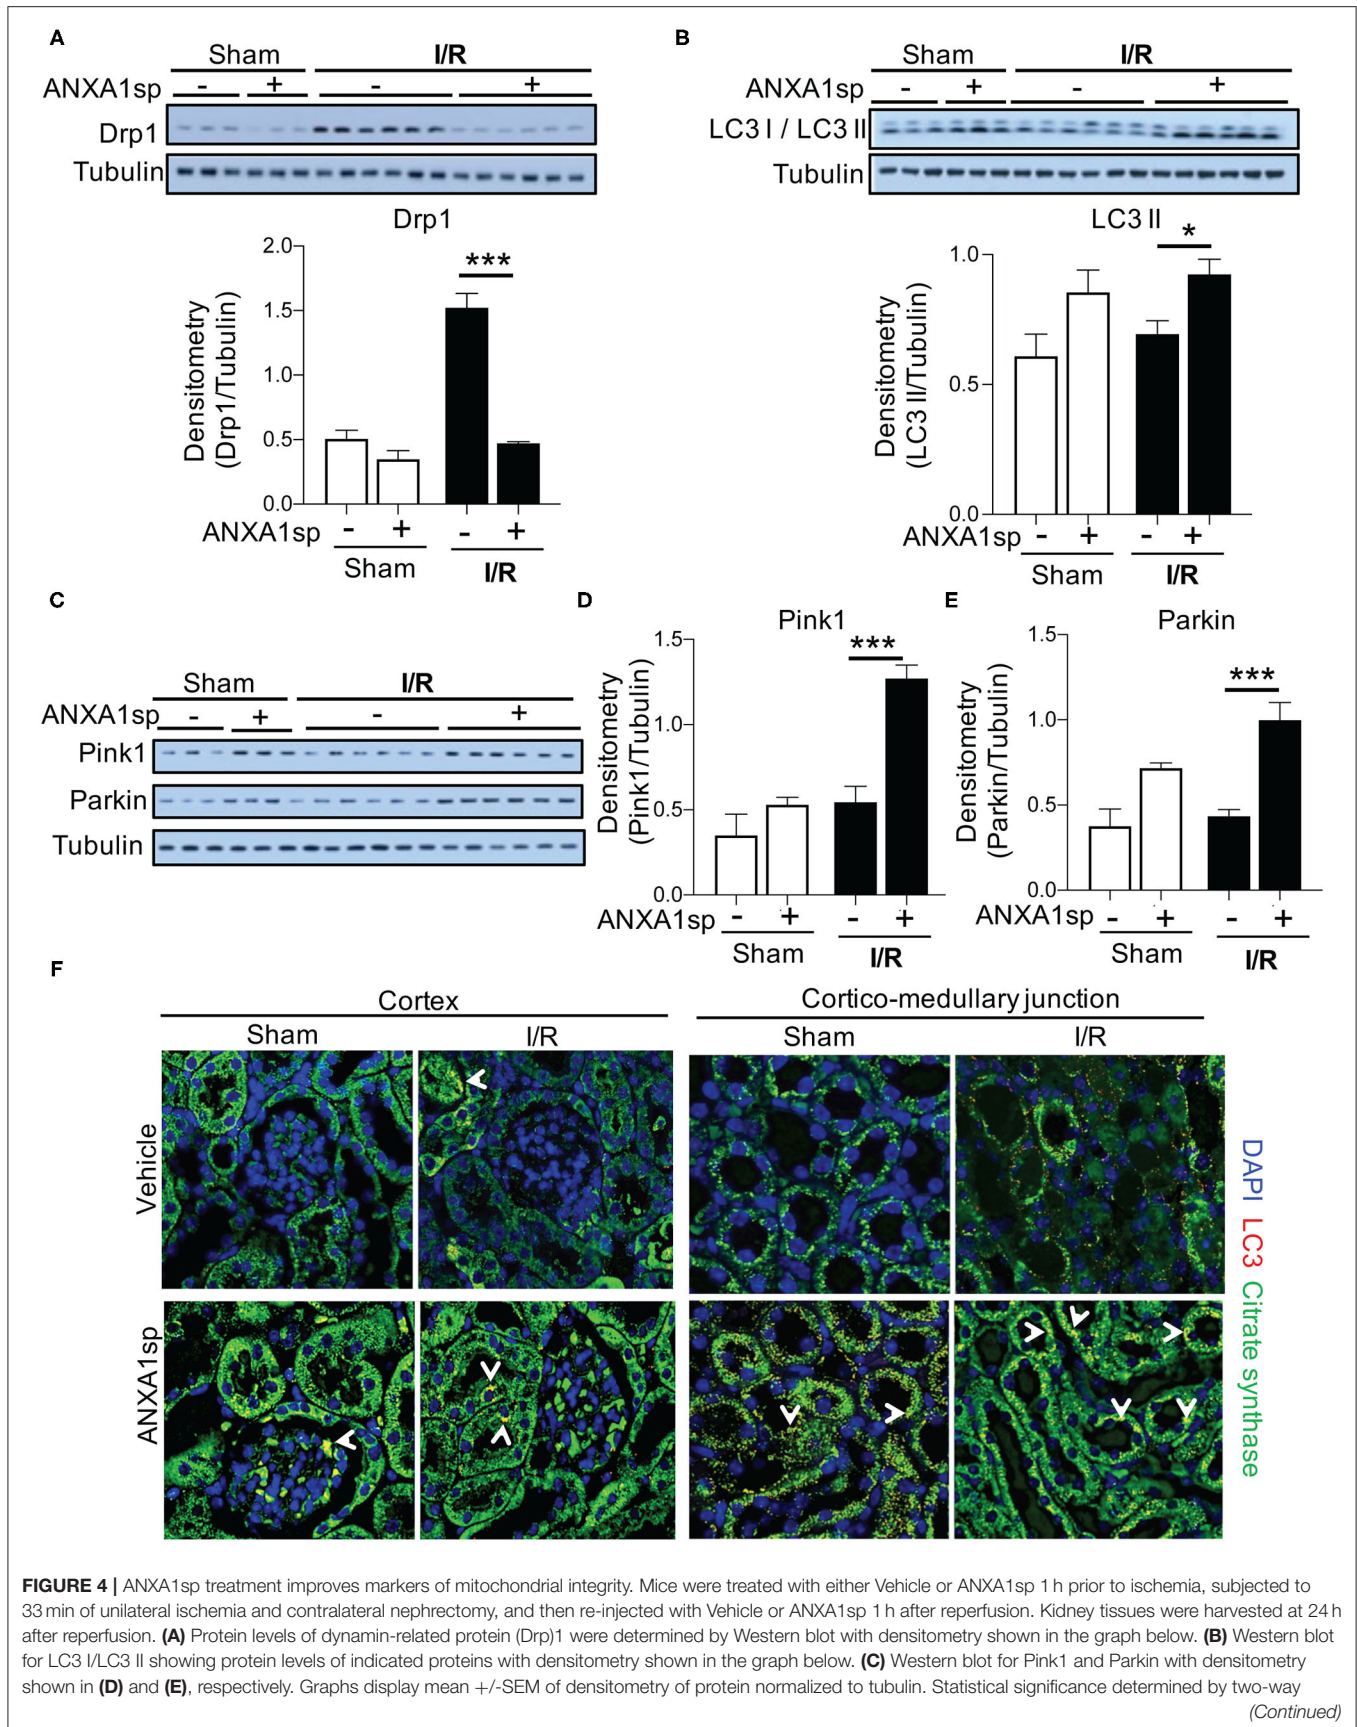 A
Sham I/R
ANXA1sp - + - +
Drp1
Tubulin
Drp1
2.0
1.5
1.0
0.5
0.0
Densitometry
(Drp1/Tubulin)
***
ANXA1sp - + - +
Sham I/R
B
Sham I/R
ANXA1sp - + - +
LC3 I / LC3 II
Tubulin
LC3 II
1.0
0.5
0.0
Densitometry
(LC3 II/Tubulin)
*
ANXA1sp - + - +
Sham I/R
C
Sham I/R
ANXA1sp - + - +
Pink1
Parkin
Tubulin
D
Pink1
1.5
1.0
0.5
0.0
Densitometry
(Pink1/Tubulin)
***
ANXA1sp - + - +
Sham I/R
E
Parkin
1.5
1.0
0.5
0.0
Densitometry
(Parkin/Tubulin)
***
ANXA1sp - + - +
Sham I/R
F
Cortex Cortico-medullary junction
Sham I/R Sham I/R
Vehicle
ANXA1sp
DAPI LC3 Citrate synthase
FIGURE 4 | ANXA1sp treatment improves markers of mitochondrial integrity. Mice were treated with either Vehicle or ANXA1sp 1 h prior to ischemia, subjected to
33 min of unilateral ischemia and contralateral nephrectomy, and then re-injected with Vehicle or ANXA1sp 1 h after reperfusion. Kidney tissues were harvested at 24 h
after reperfusion. (A) Protein levels of dynamin-related protein (Drp)1 were determined by Western blot with densitometry shown in the graph below. (B) Western blot
for LC3 I/LC3 II showing protein levels of indicated proteins with densitometry shown in the graph below. (C) Western blot for Pink1 and Parkin with densitometry
shown in (D) and (E), respectively. Graphs display mean +/-SEM of densitometry of protein normalized to tubulin. Statistical significance determined by two-way
(Continued)